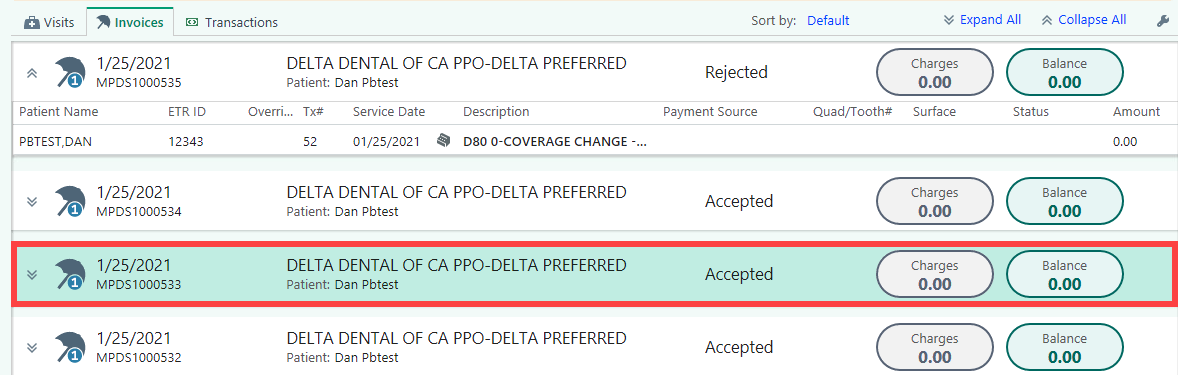 Visits Invoices Transactions Sort by: Default Expand All Collapse All
1/25/2021 DELTA DENTAL OF CA PPO-DELTA PREFERRED Rejected Charges Balance
1 MPDS1000535 Patient: Dan Pbtest 0.00 0.00
Patient Name ETR ID Overri... Tx# Service Date Description Payment Source Quad/Tooth# Surface Status Amount
PBTEST,DAN 12343 52 01/25/2021 D80 0-COVERAGE CHANGE -... 0.00
1/25/2021 DELTA DENTAL OF CA PPO-DELTA PREFERRED Accepted Charges Balance
1 MPDS1000534 Patient: Dan Pbtest 0.00 0.00
1/25/2021 DELTA DENTAL OF CA PPO-DELTA PREFERRED Accepted Charges Balance
1 MPDS1000533 Patient: Dan Pbtest 0.00 0.00
1/25/2021 DELTA DENTAL OF CA PPO-DELTA PREFERRED Accepted Charges Balance
1 MPDS1000532 Patient: Dan Pbtest 0.00 0.00